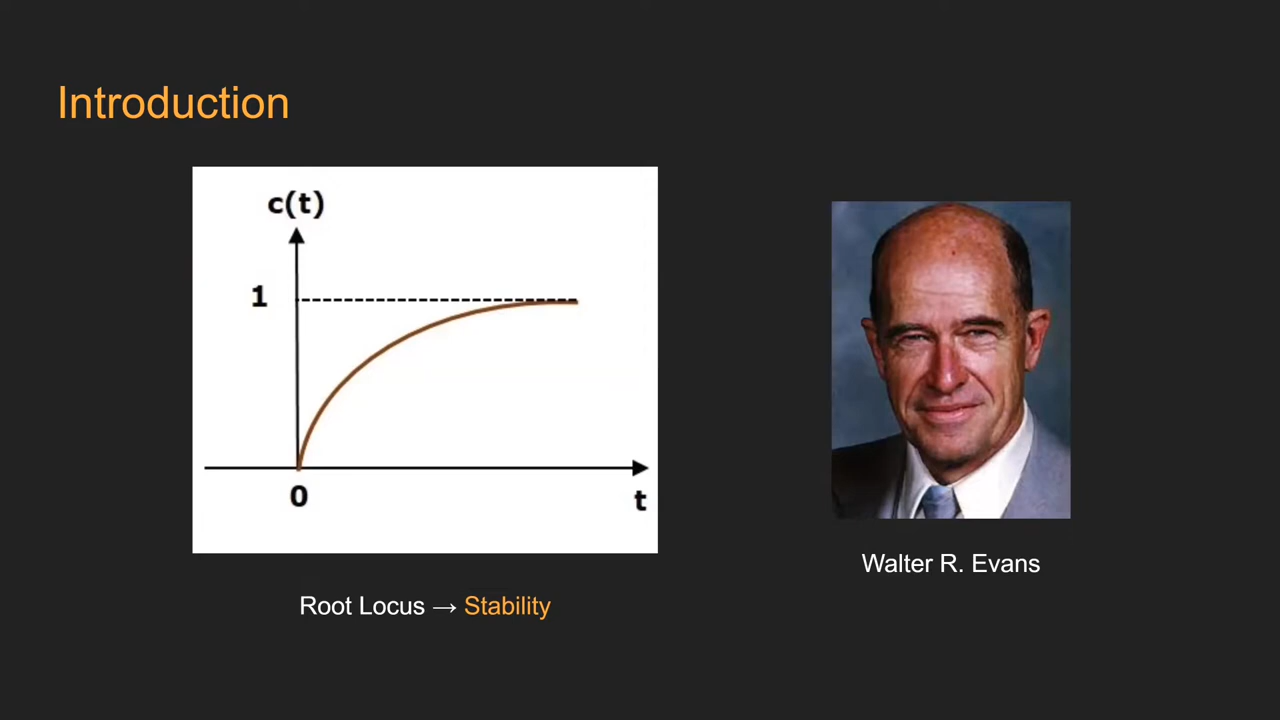 Introduction
c(t)
1
0
t
Root Locus → Stability
Walter R. Evans